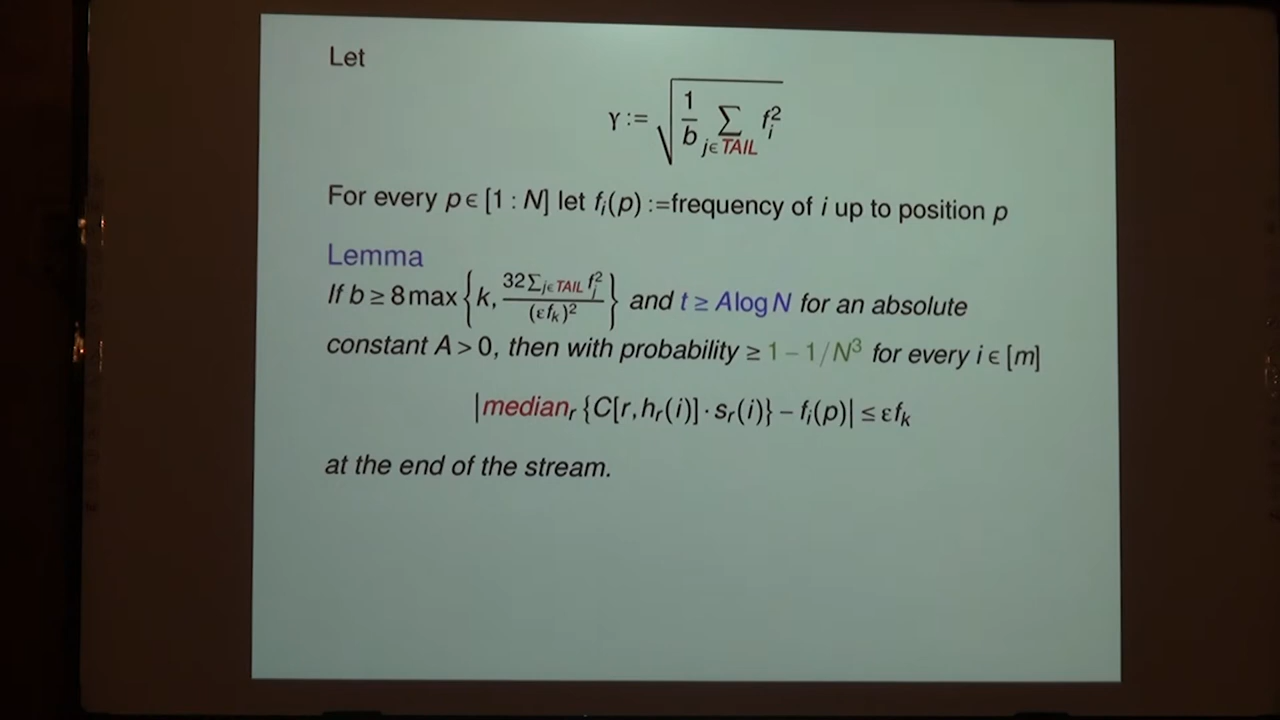 Let
γ := √(1/b ∑_{j∈TAIL} f_i^2)
For every p ∈ [1 : N] let f_i(p) :=frequency of i up to position p
Lemma
If b ≥ 8 max {k, 32∑_{j∈TAIL} f_j^2 / (εf_k)^2} and t ≥ A log N for an absolute
constant A > 0, then with probability ≥ 1 − 1/N^3 for every i ∈ [m]
|median_r {C[r, h_r(i)] · s_r(i)} − f_i(p)| ≤ εf_k
at the end of the stream.